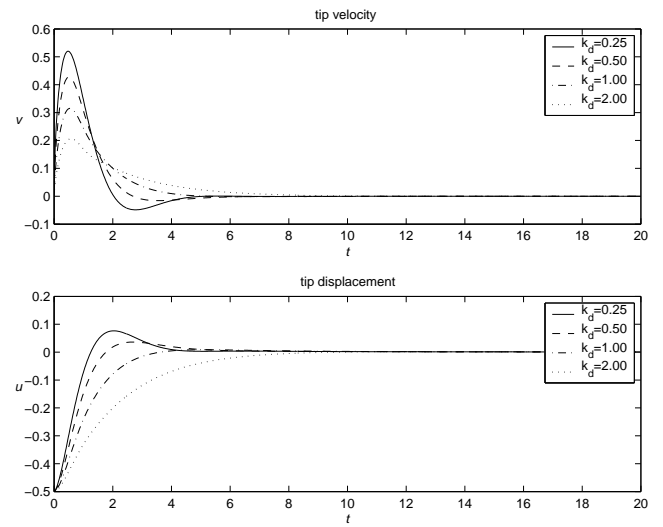 tip velocity
0.6
0.5
0.4
0.3
0.2
0.1
0
−0.1
v
k_d=0.25
k_d=0.50
k_d=1.00
k_d=2.00
0 2 4 6 8 10 12 14 16 18 20
t
tip displacement
0.2
0.1
0
−0.1
−0.2
−0.3
−0.4
−0.5
u
k_d=0.25
k_d=0.50
k_d=1.00
k_d=2.00
0 2 4 6 8 10 12 14 16 18 20
t